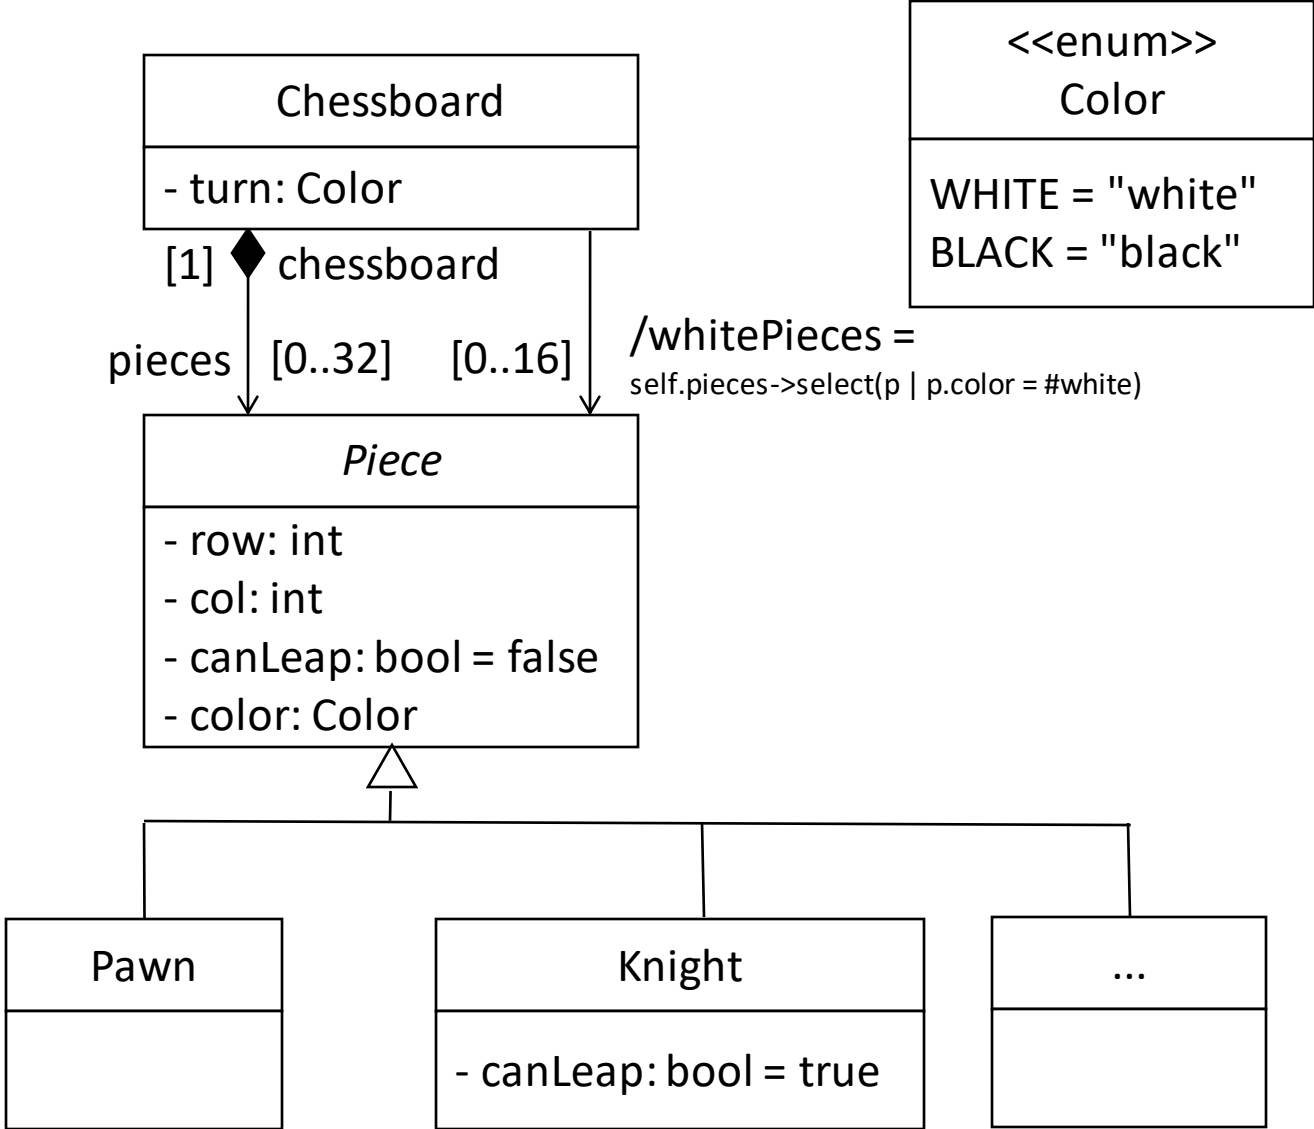 <<enum>>
Color
WHITE = "white"
BLACK = "black"
Chessboard
- turn: Color
[1] chessboard
pieces [0..32] [0..16]
/whitePieces =
self.pieces->select(p | p.color = #white)
Piece
- row: int
- col: int
- canLeap: bool = false
- color: Color
Pawn
Knight
- canLeap: bool = true
...